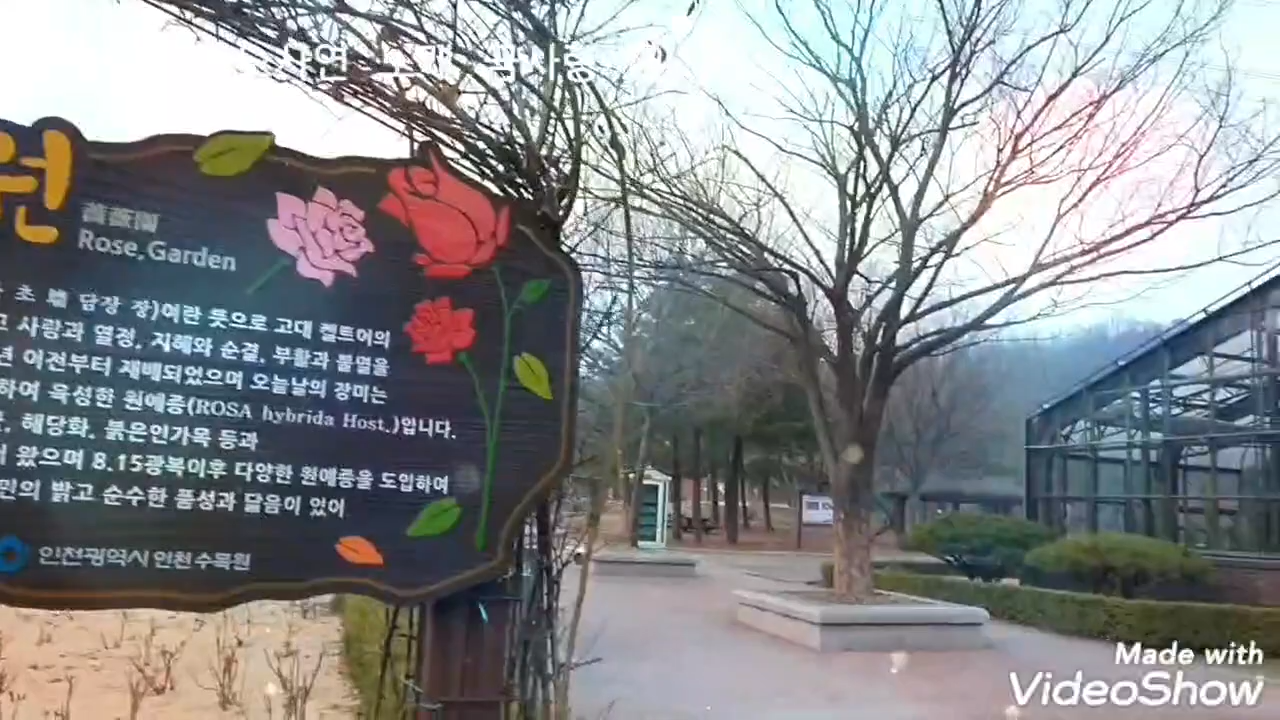 원
薔薇園
Rose Garden
초 墻 담장 장)여란 뜻으로 고대 켈트어의
사랑과 열정, 지혜와 순결, 부활과 불멸을
년 이전부터 재배되었으며 오늘날의 장미는
하여 육성한 원예종(ROSA hybrida Host.)입니다.
해당화, 붉은인가목 등과
왔으며 8.15광복이후 다양한 원예종을 도입하여
민의 밝고 순수한 품성과 닮음이 있어
인천광역시 인천수목원
Made with
VideoShow